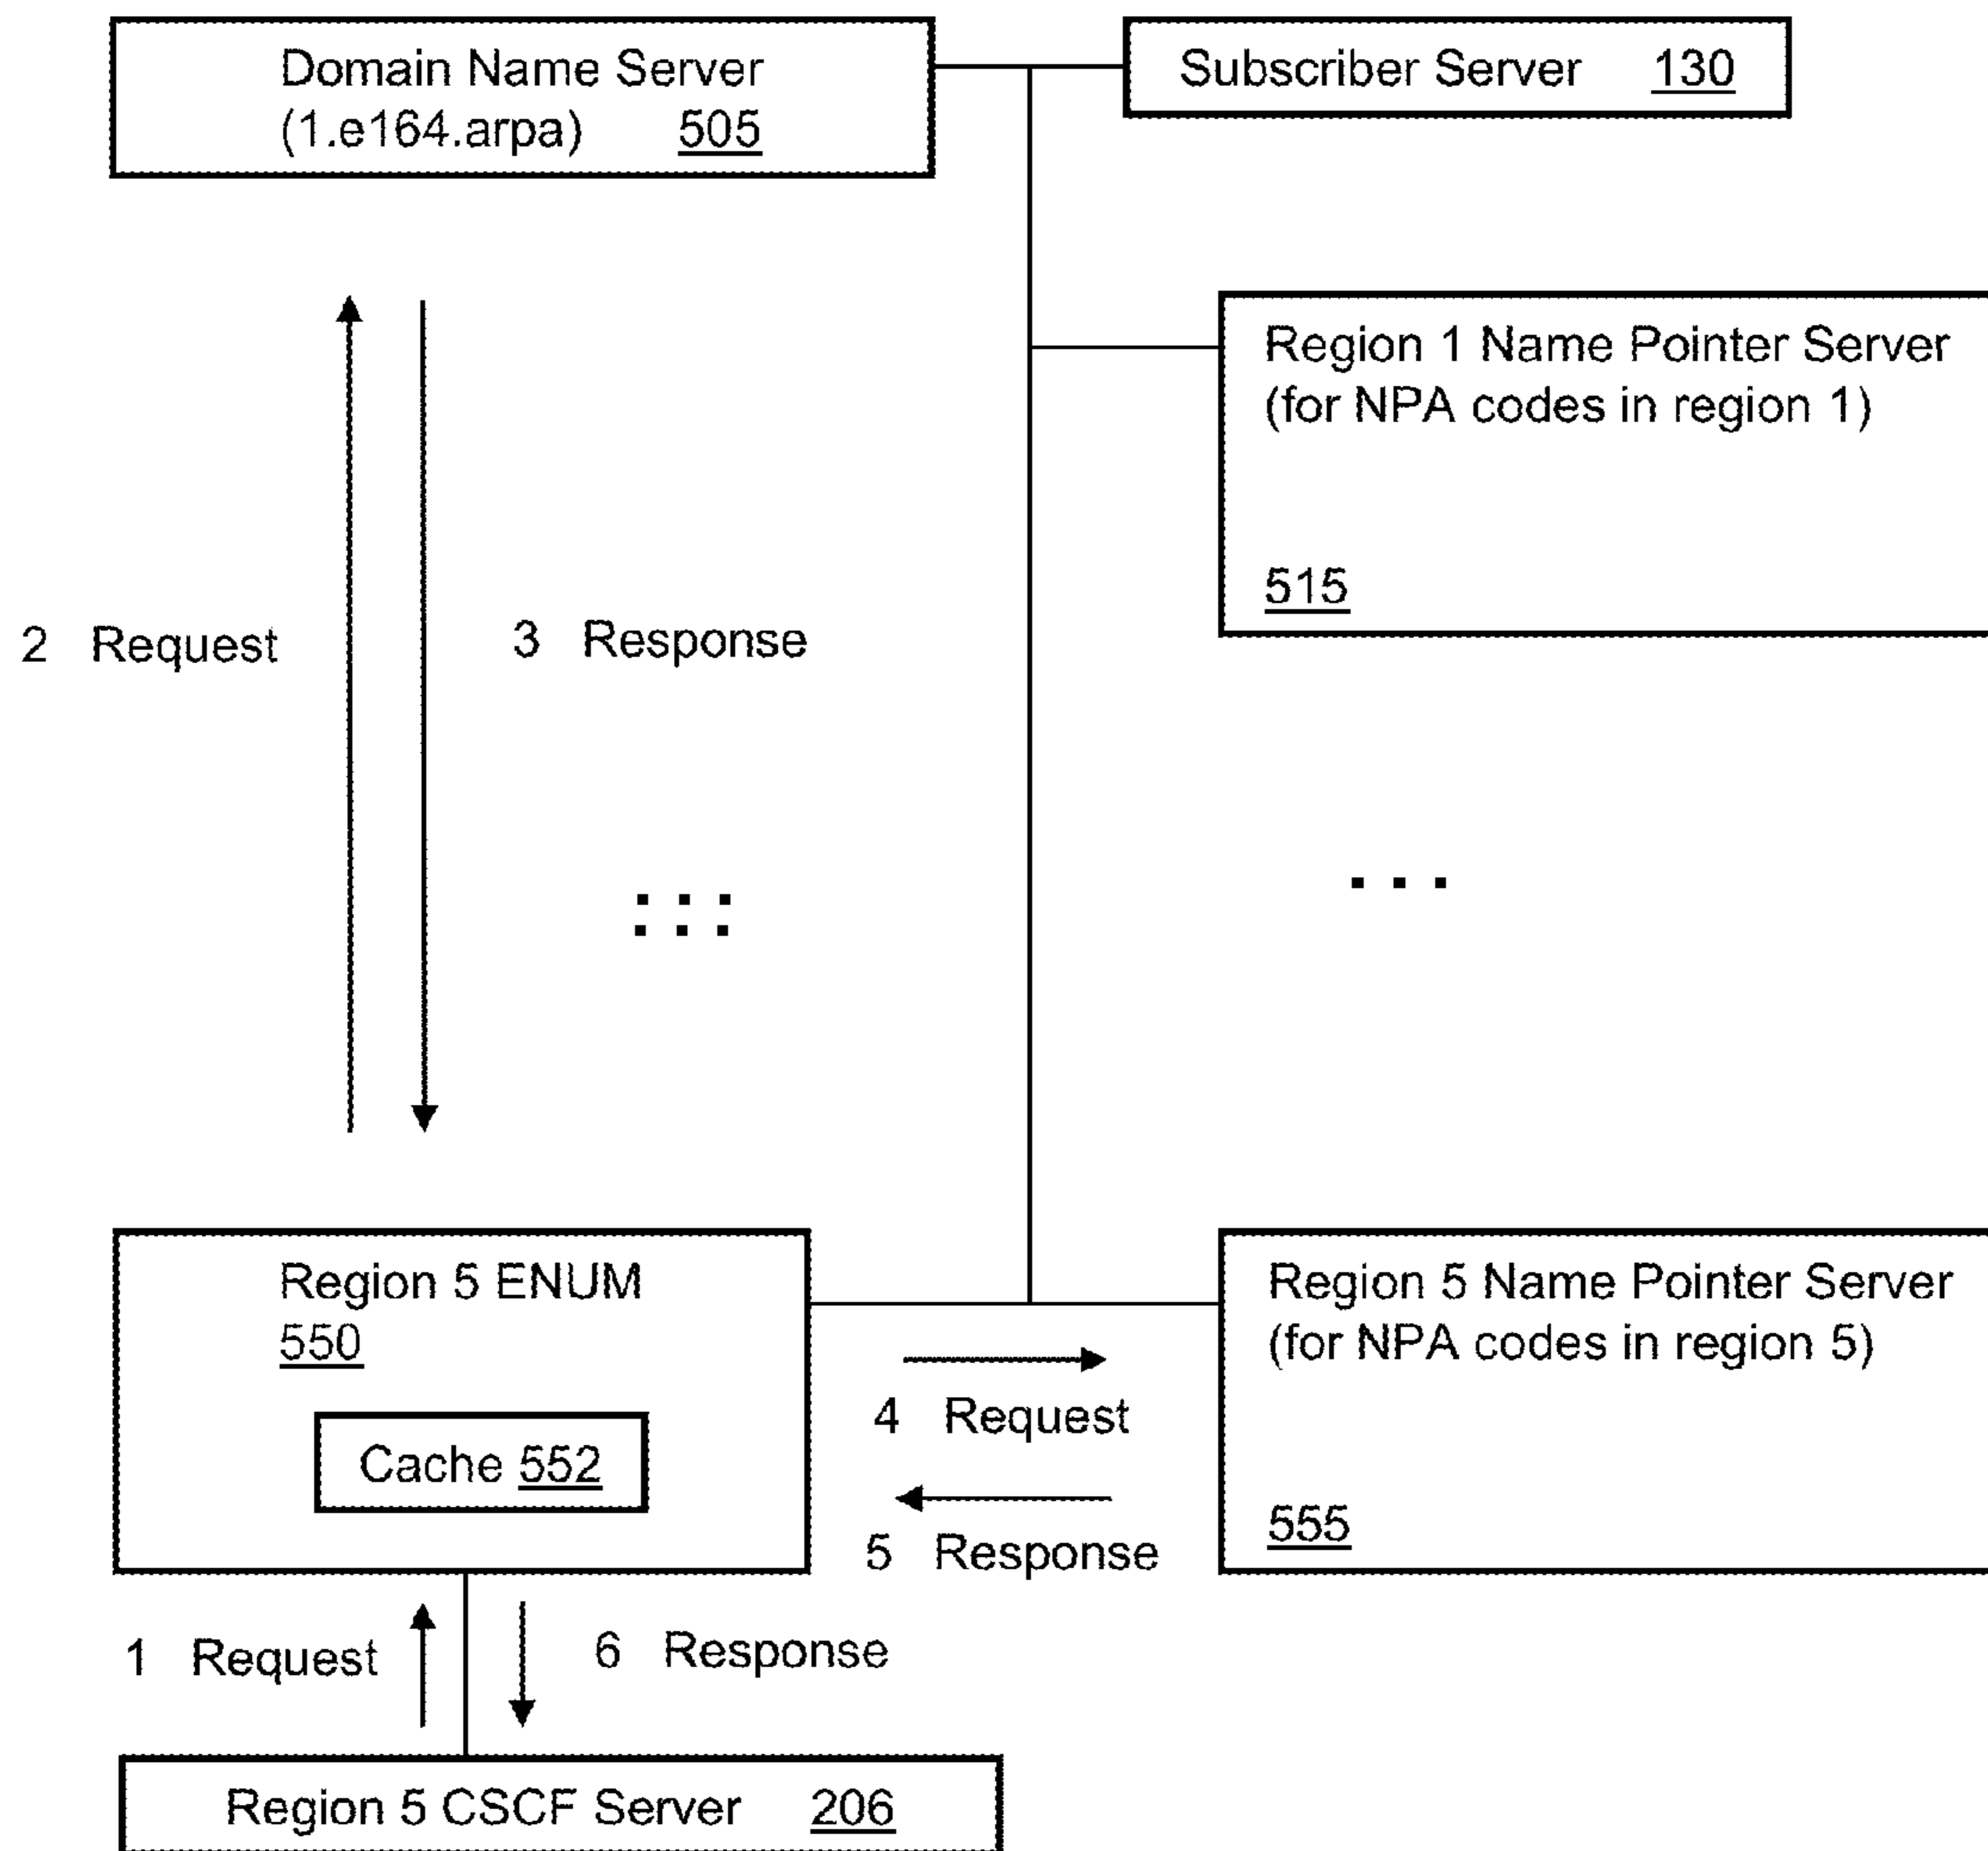 Domain Name Server
(1.e164.arpa) 505
Subscriber Server 130
Region 1 Name Pointer Server
(for NPA codes in region 1)
515
2 Request
3 Response
Region 5 ENUM
550
Cache 552
4 Request
5 Response
Region 5 Name Pointer Server
(for NPA codes in region 5)
555
1 Request
6 Response
Region 5 CSCF Server 206